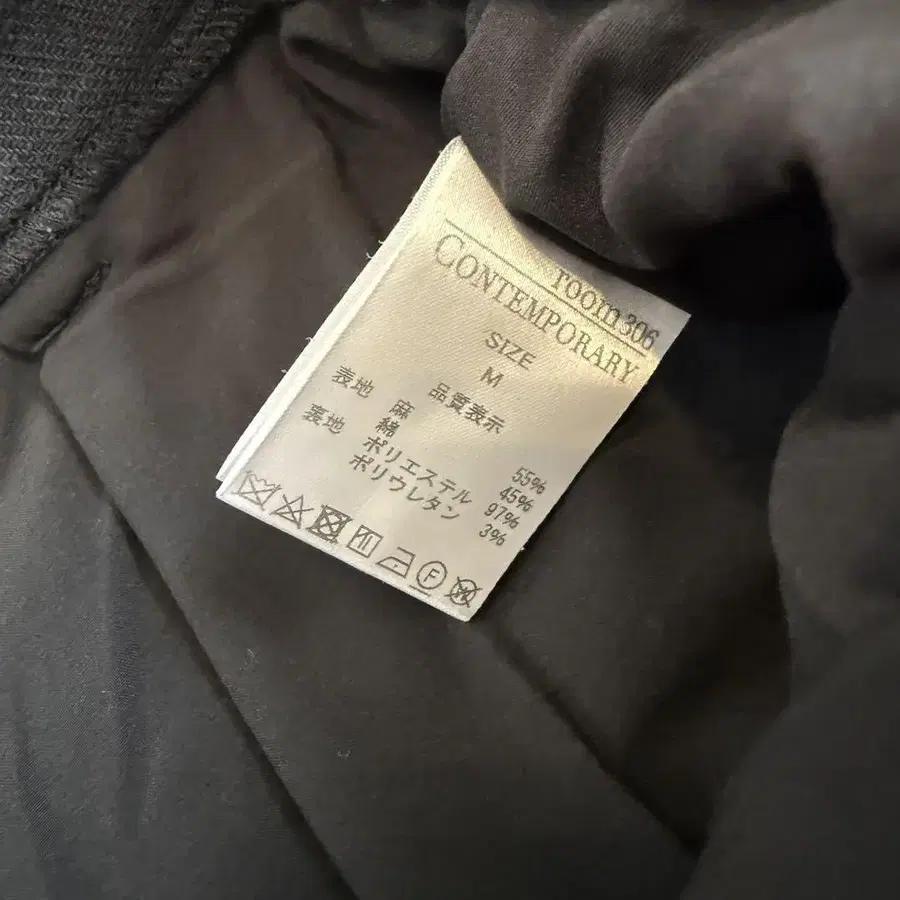 room306
CONTEMPORARY
SIZE
M
品質表示
表地 麻 55%
綿 45%
裏地 ポリエステル 97%
ポリウレタン 3%
F
W